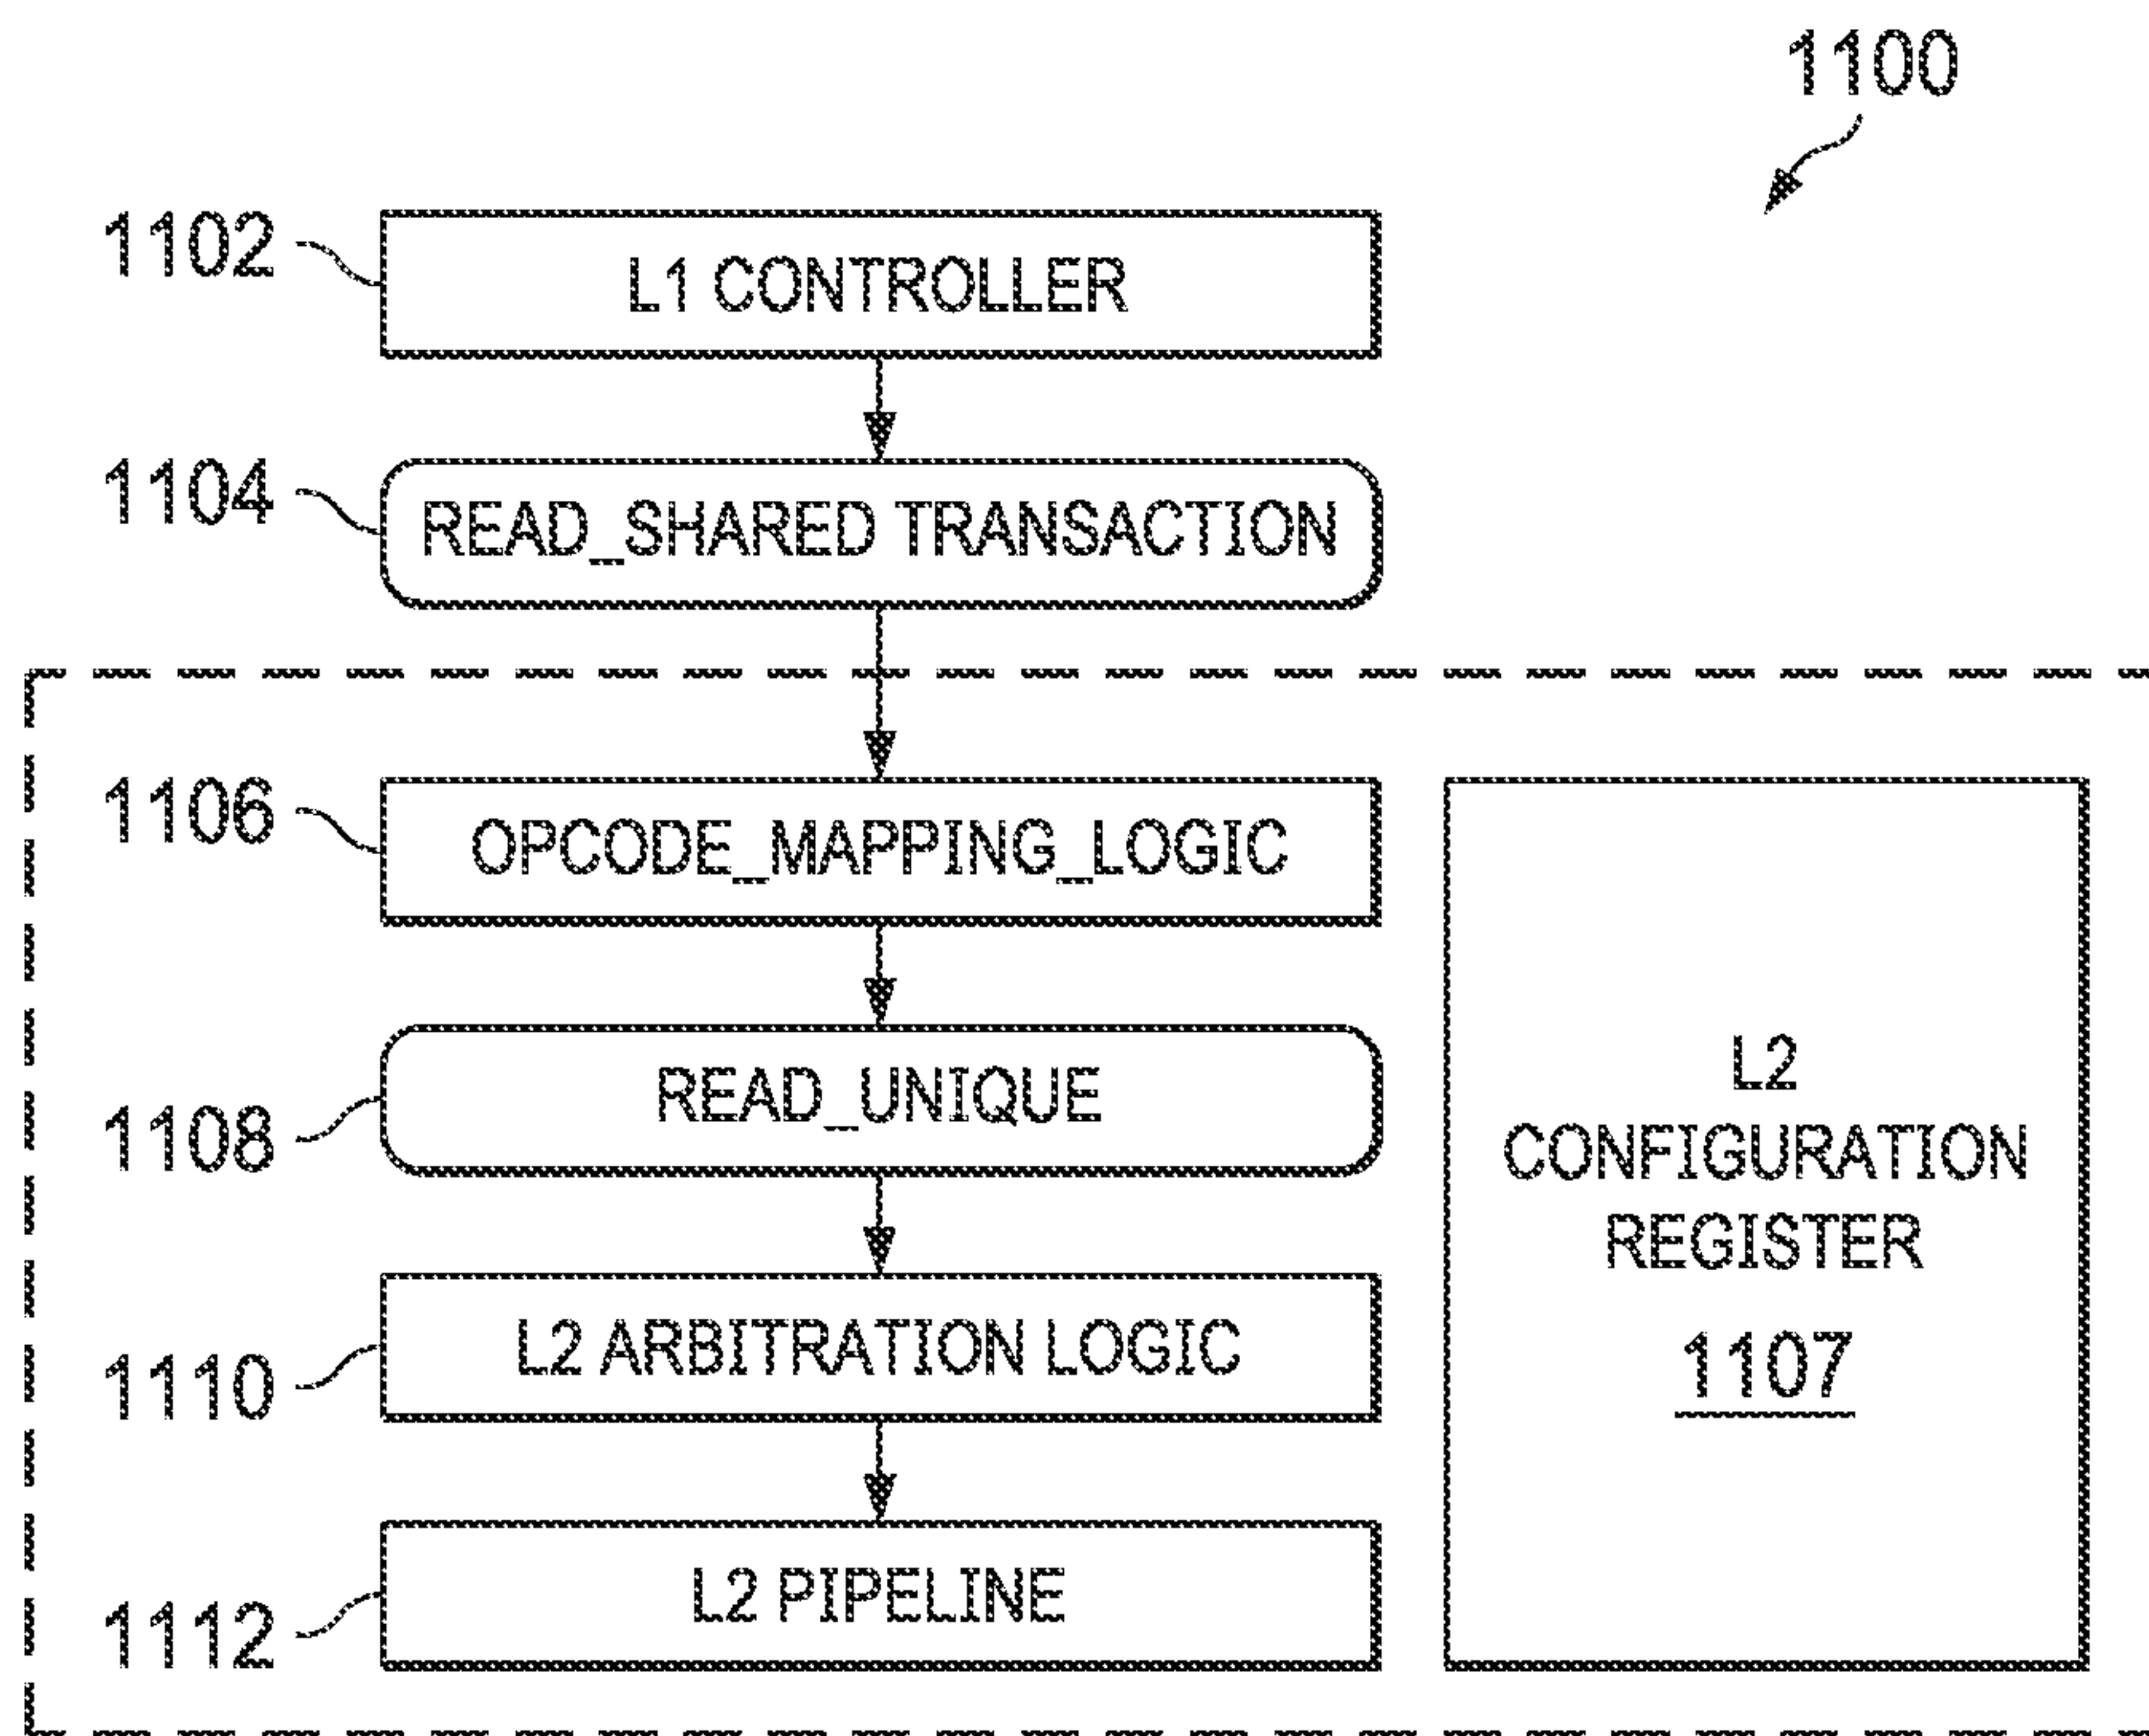 1100
1102
L1 CONTROLLER
1104
READ_SHARED TRANSACTION
1106
OPCODE_MAPPING_LOGIC
1108
READ_UNIQUE
1110
L2 ARBITRATION LOGIC
1112
L2 PIPELINE
L2
CONFIGURATION
REGISTER
1107